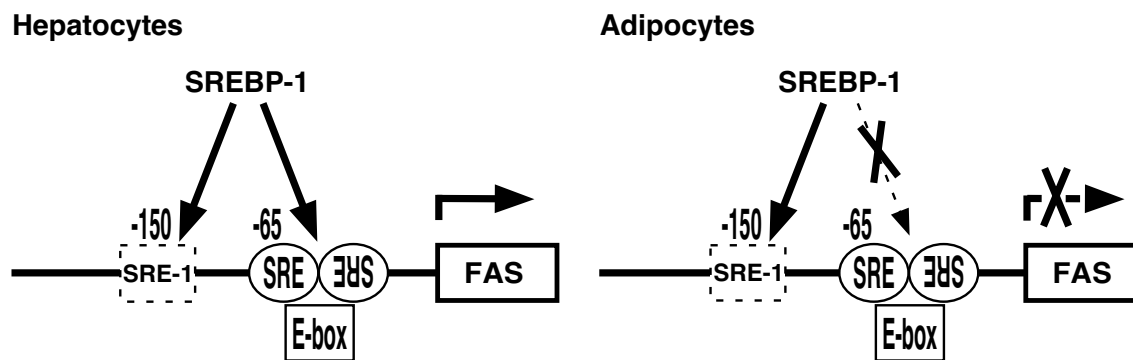 Hepatocytes
SREBP-1
-150
-65
SRE-1
SRE
SRE
FAS
E-box
Adipocytes
SREBP-1
-150
-65
SRE-1
SRE
SRE
FAS
E-box